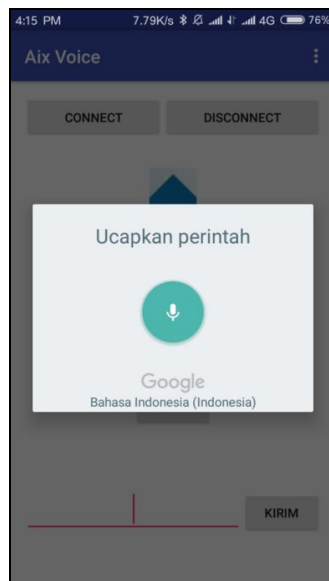 4:15 PM 7.79K/s 4G 76%
Aix Voice
CONNECT DISCONNECT
Ucapkan perintah
Google
Bahasa Indonesia (Indonesia)
KIRIM